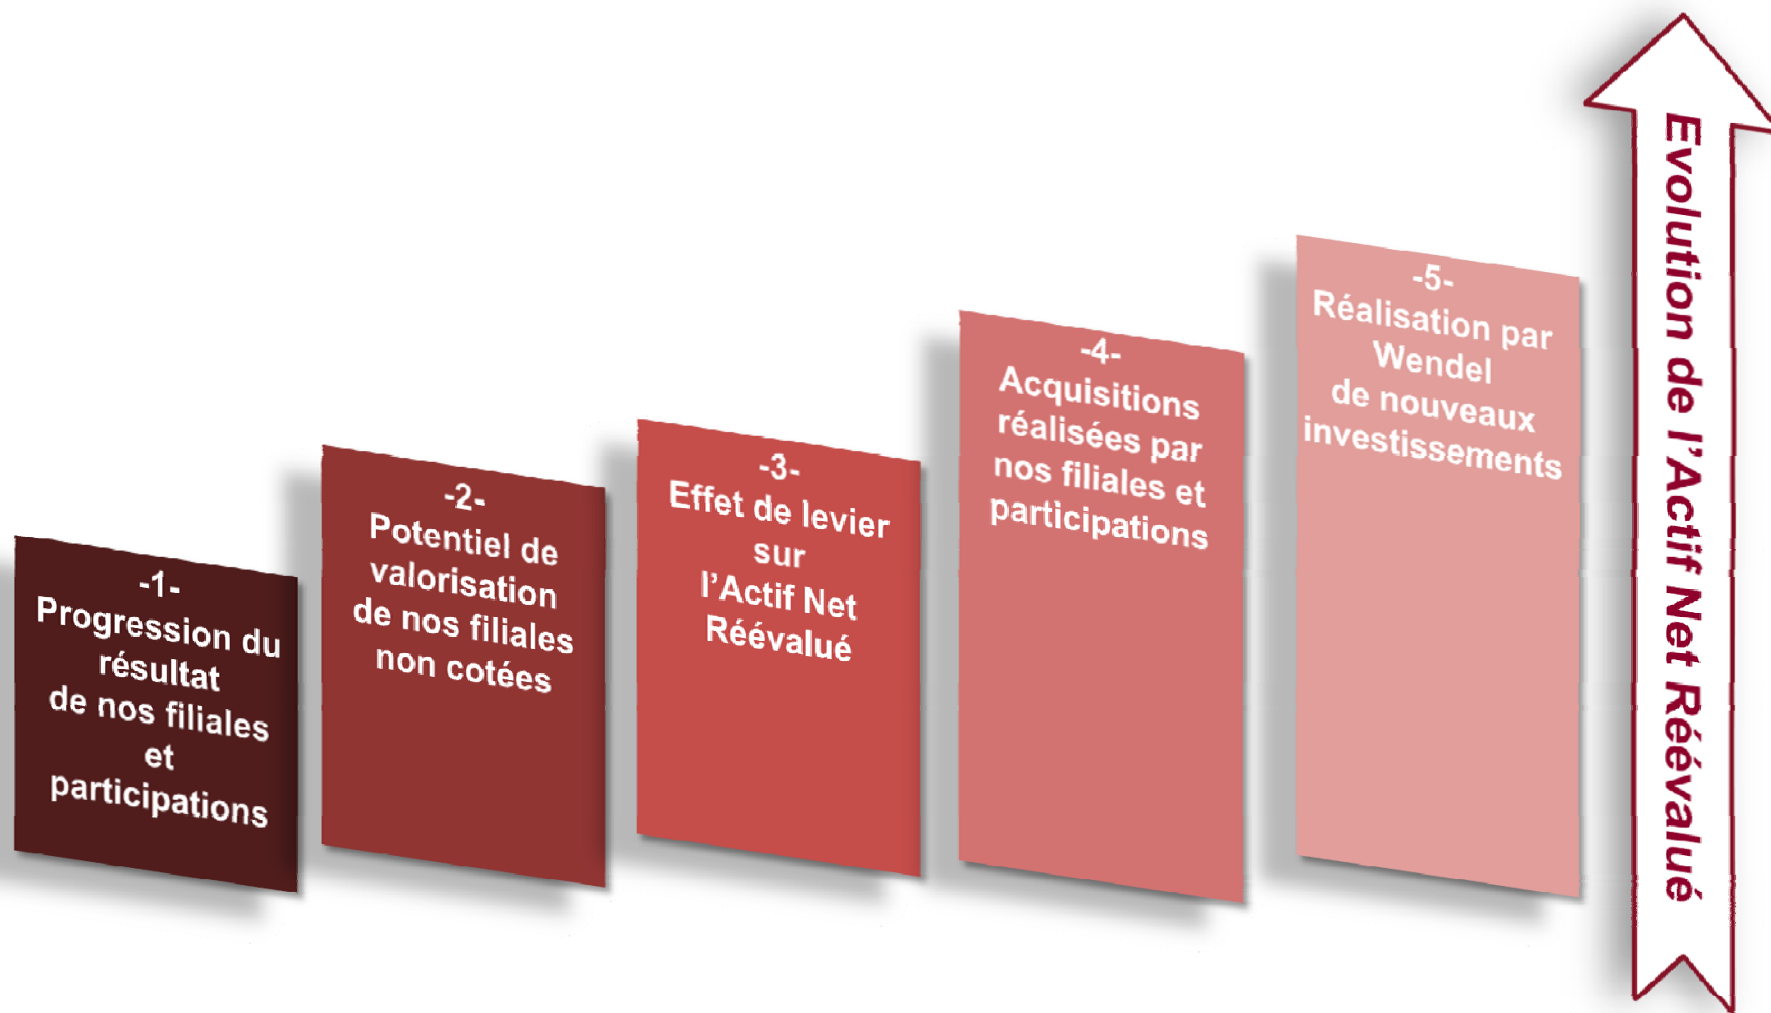 -1-
Progression du
résultat
de nos filiales
et
participations
-2-
Potentiel de
valorisation
de nos filiales
non cotées
-3-
Effet de levier
sur
l’Actif Net
Réévalué
-4-
Acquisitions
réalisées par
nos filiales et
participations
-5-
Réalisation par
Wendel
de nouveaux
investissements
Evolution de l’Actif Net Réévalué